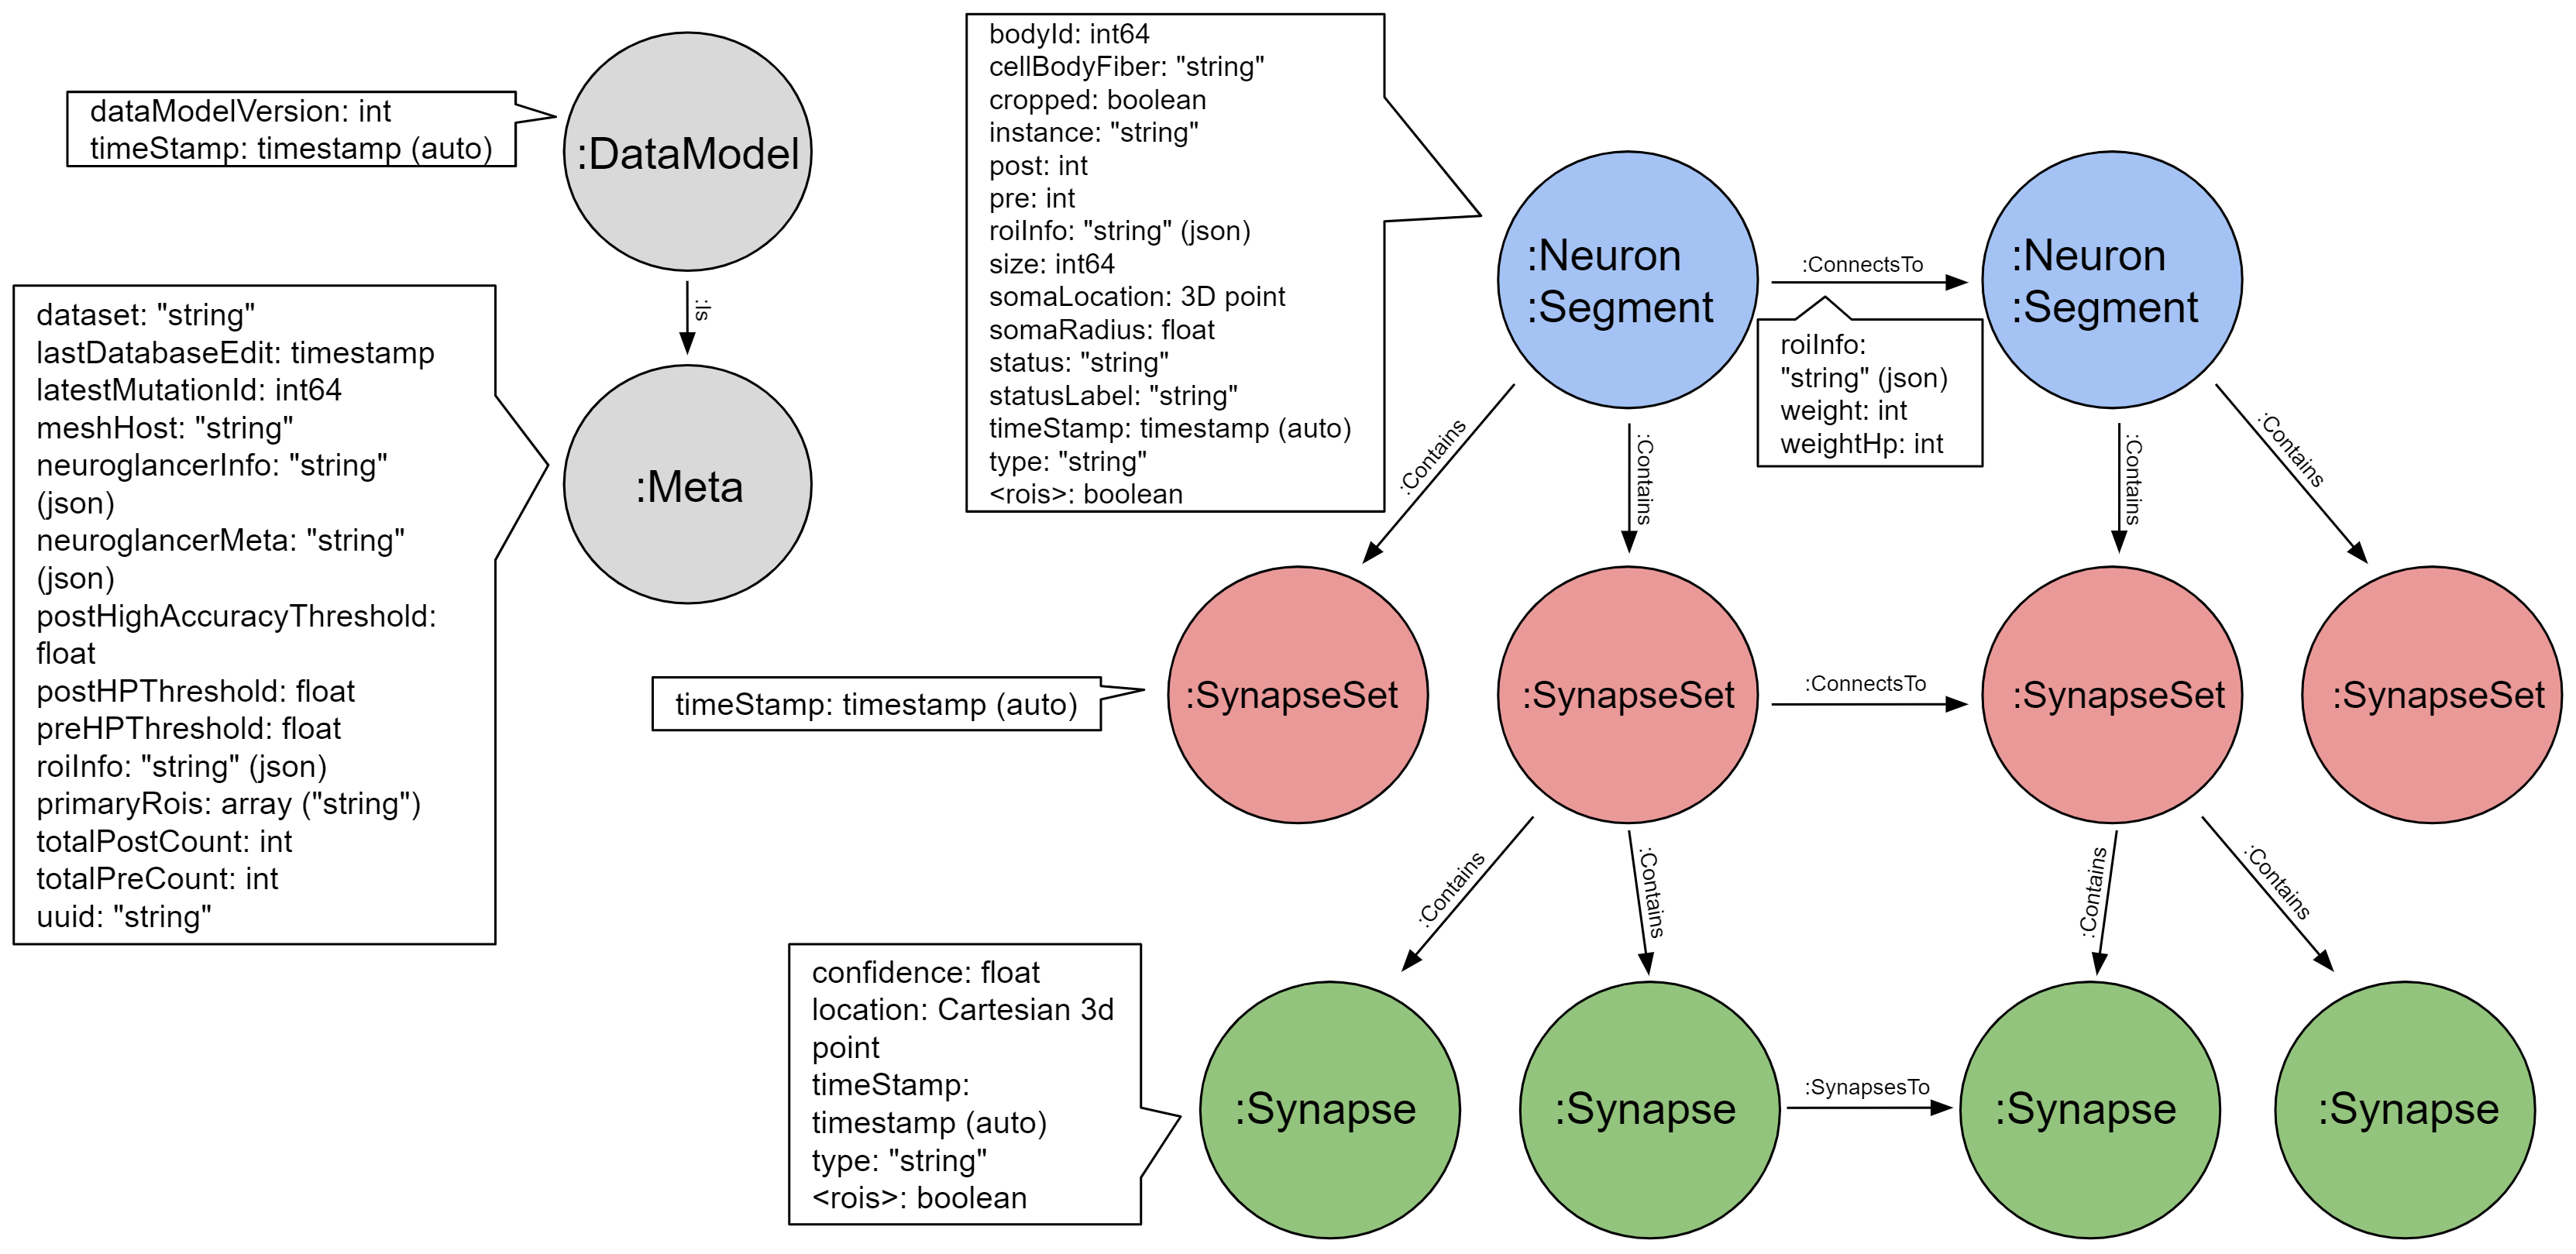 dataModelVersion: int
timeStamp: timestamp (auto)
:DataModel
:Is
:Meta
dataset: "string"
lastDatabaseEdit: timestamp
latestMutationId: int64
meshHost: "string"
neuroglancerInfo: "string"
(json)
neuroglancerMeta: "string"
(json)
postHighAccuracyThreshold:
float
postHPThreshold: float
preHPThreshold: float
roiInfo: "string" (json)
primaryRois: array ("string")
totalPostCount: int
totalPreCount: int
uuid: "string"
bodyId: int64
cellBodyFiber: "string"
cropped: boolean
instance: "string"
post: int
pre: int
roiInfo: "string" (json)
size: int64
somaLocation: 3D point
somaRadius: float
status: "string"
statusLabel: "string"
timeStamp: timestamp (auto)
type: "string"
<rois>: boolean
:Neuron
:Segment
:ConnectsTo
roiInfo:
"string" (json)
weight: int
weightHp: int
:Neuron
:Segment
:Contains
:Contains
:Contains
:Contains
timeStamp: timestamp (auto)
:SynapseSet
:SynapseSet
:ConnectsTo
:SynapseSet
:SynapseSet
:Contains
:Contains
:Contains
:Contains
confidence: float
location: Cartesian 3d
point
timeStamp:
timestamp (auto)
type: "string"
<rois>: boolean
:Synapse
:Synapse
:SynapsesTo
:Synapse
:Synapse